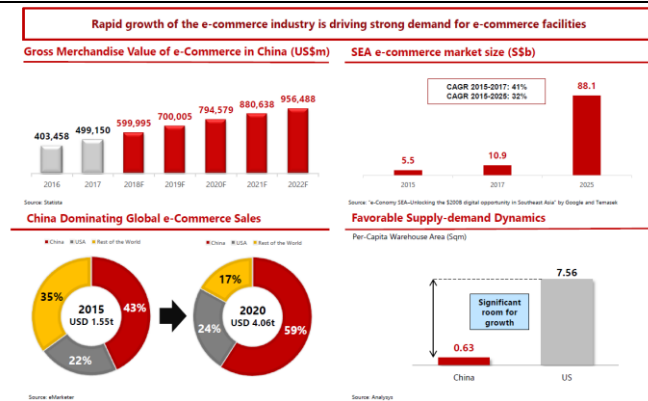 Rapid growth of the e-commerce industry is driving strong demand for e-commerce facilities
Gross Merchandise Value of e-Commerce in China (US$m)
403,458
499,150
599,995
700,005
794,579
880,638
956,488
2016
2017
2018F
2019F
2020F
2021F
2022F
Source: Statista
SEA e-commerce market size (S$b)
CAGR 2015-2017: 41%
CAGR 2015-2025: 32%
5.5
10.9
88.1
2015
2017
2025
Source: "e-Conomy SEA-Unlocking the $200B digital opportunity in Southeast Asia" by Google and Temasek
China Dominating Global e-Commerce Sales
China USA Rest of the World
35%
43%
22%
2015
USD 1.55t
China USA Rest of the World
17%
24%
59%
2020
USD 4.06t
Source: eMarketer
Favorable Supply-demand Dynamics
Per-Capita Warehouse Area (Sqm)
Significant
room for
growth
0.63
7.56
China
US
Source: Analysys